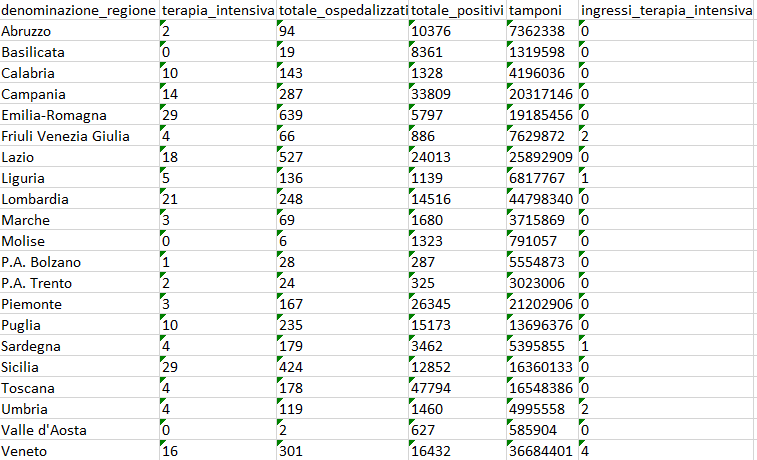 denominazione_regione terapia_intensiva totale_ospedalizzati totale_positivi tamponi ingressi_terapia_intensiva
Abruzzo 2 94 10376 7362338 0
Basilicata 0 19 8361 1319598 0
Calabria 10 143 1328 4196036 0
Campania 14 287 33809 20317146 0
Emilia-Romagna 29 639 5797 19185456 0
Friuli Venezia Giulia 4 66 886 7629872 2
Lazio 18 527 24013 25892909 0
Liguria 5 136 1139 6817767 1
Lombardia 21 248 14516 44798340 0
Marche 3 69 1680 3715869 0
Molise 0 6 1323 791057 0
P.A. Bolzano 1 28 287 5554873 0
P.A. Trento 2 24 325 3023006 0
Piemonte 3 167 26345 21202906 0
Puglia 10 235 15173 13696376 0
Sardegna 4 179 3462 5395855 1
Sicilia 29 424 12852 16360133 0
Toscana 4 178 47794 16548386 0
Umbria 4 119 1460 4995558 2
Valle d'Aosta 0 2 627 585904 0
Veneto 16 301 16432 36684401 4